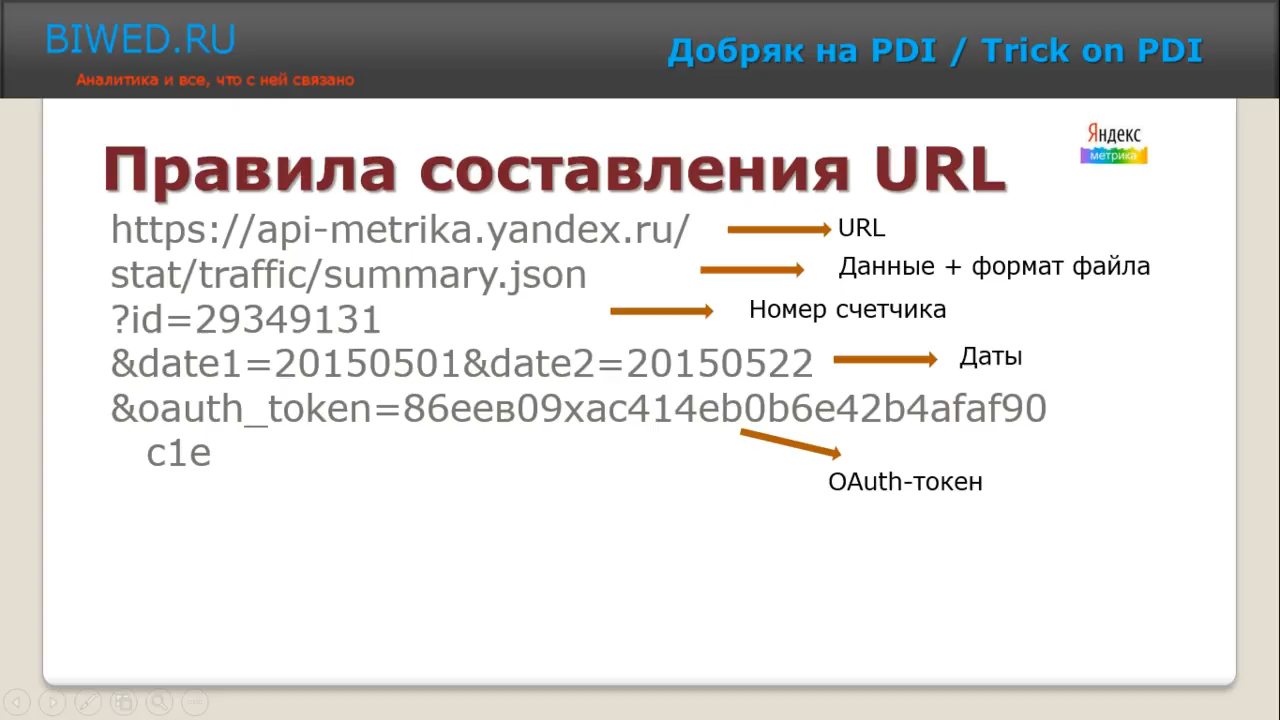 BIWED.RU
Аналитика и все, что с ней связано
Добряк на PDI / Trick on PDI
Яндекс
метрика
Правила составления URL
https://api-metrika.yandex.ru/
URL
stat/traffic/summary.json
Данные + формат файла
?id=29349131
Номер счетчика
&date1=20150501&date2=20150522
Даты
&oauth_token=86eeв09xac414eb0b6e42b4afaf90
c1e
OAuth-токен